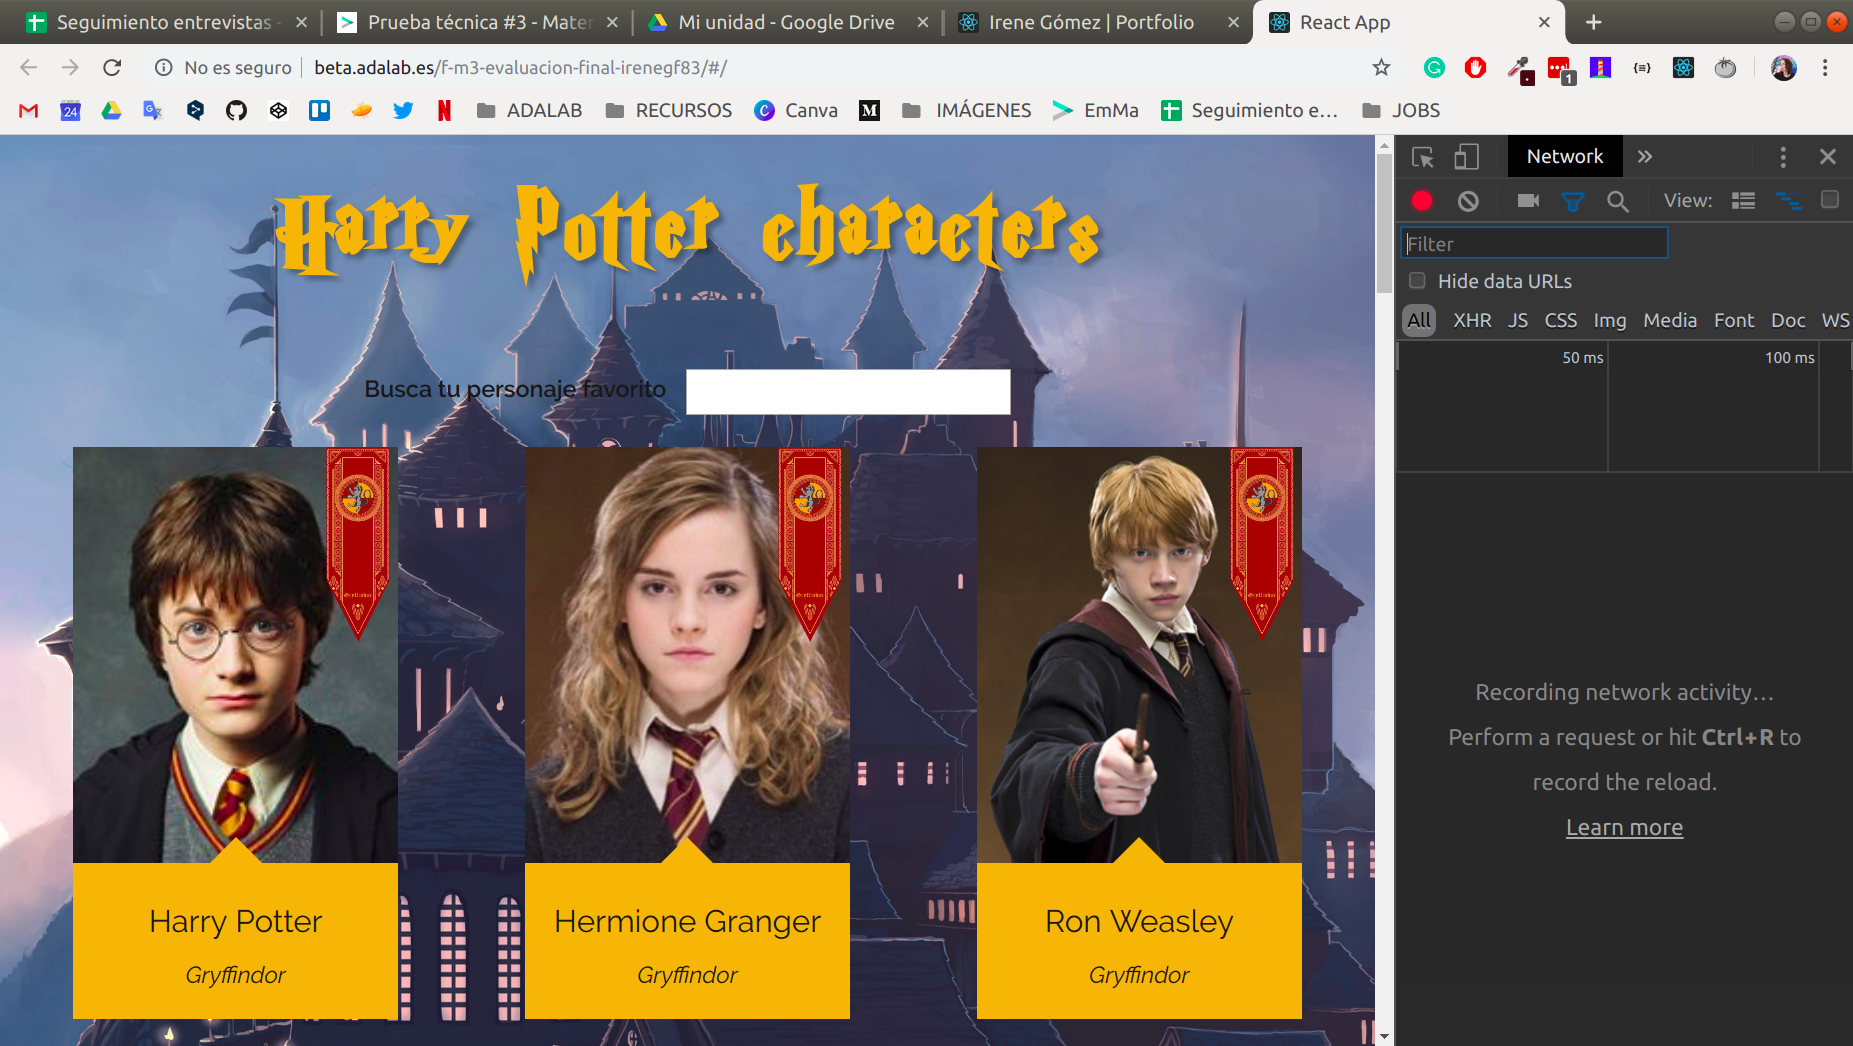 Seguimiento entrevistas -
Prueba técnica #3 - Mater
Mi unidad - Google Drive
Irene Gómez | Portfolio
React App
No es seguro
beta.adalab.es/f-m3-evaluacion-final-irenegf83/#/
1
24
ADALAB
RECURSOS
Canva
M
IMÁGENES
EmMa
Seguimiento e...
JOBS
Harry Potter characters
Busca tu personaje favorito
Harry Potter
Gryffindor
Hermione Granger
Gryffindor
Ron Weasley
Gryffindor
Network
View:
Filter
Hide data URLs
All XHR JS CSS Img Media Font Doc WS
50 ms 100 ms
Recording network activity...
Perform a request or hit Ctrl+R to
record the reload.
Learn more